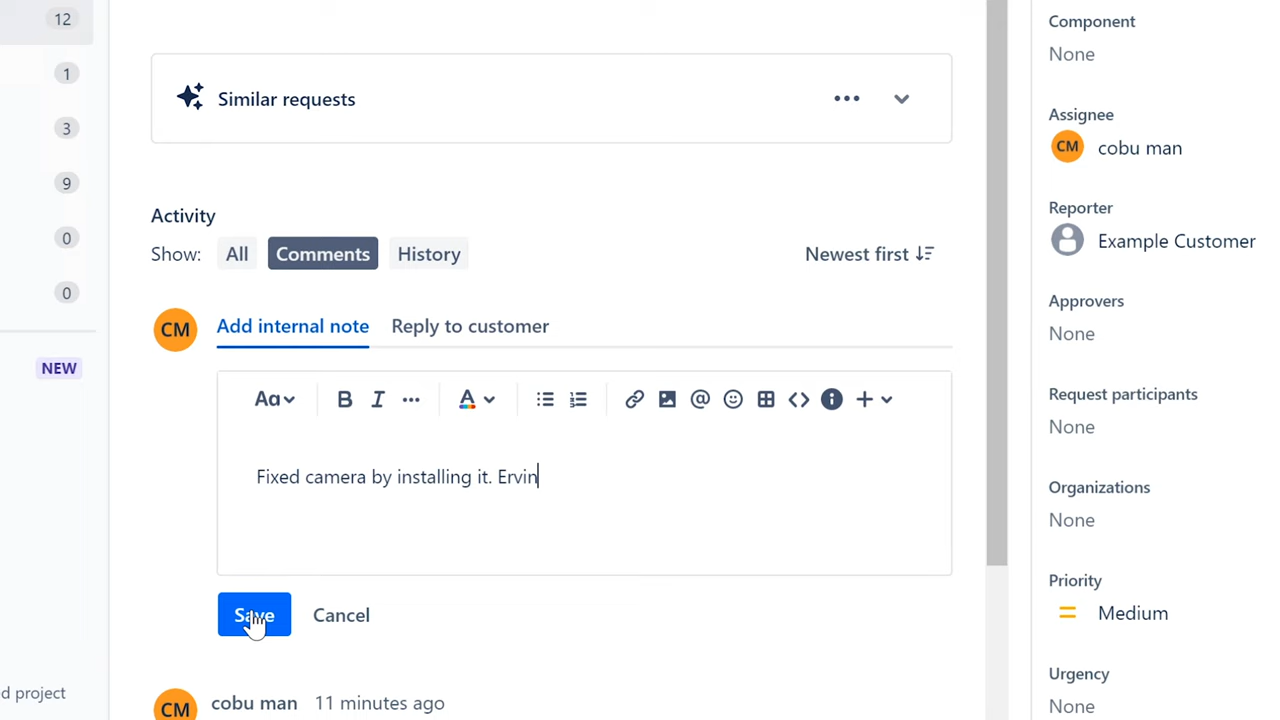 12
1
3
9
0
0
NEW
d project
Similar requests
Activity
Show: All Comments History Newest first
CM Add internal note Reply to customer
Aa B I A @ <> i +
Fixed camera by installing it. Ervin
Save Cancel
CM cobu man 11 minutes ago
Component
None
Assignee
CM cobu man
Reporter
Example Customer
Approvers
None
Request participants
None
Organizations
None
Priority
Medium
Urgency
None